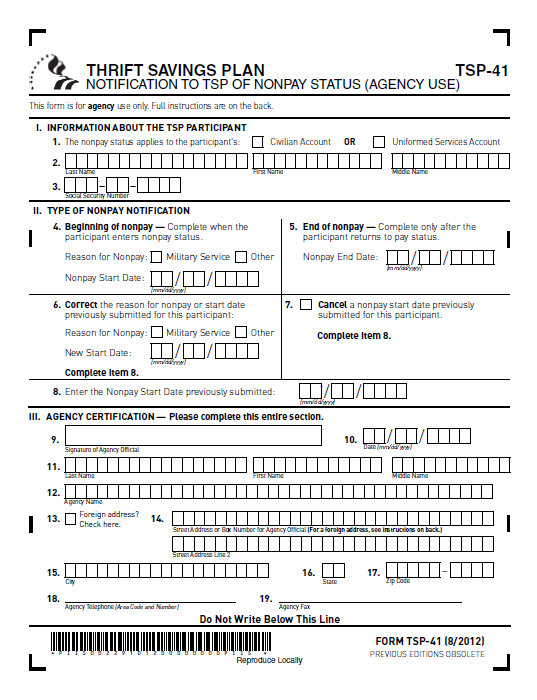 THRIFT SAVINGS PLAN
TSP-41
NOTIFICATION TO TSP OF NONPAY STATUS (AGENCY USE)
This form is for agency use only. Full instructions are on the back.
I. INFORMATION ABOUT THE TSP PARTICIPANT
1. The nonpay status applies to the participant's: Civilian Account OR Uniformed Services Account
2.
Last Name First Name Middle Name
3. – –
Social Security Number
II. TYPE OF NONPAY NOTIFICATION
4. Beginning of nonpay — Complete when the
participant enters nonpay status.
Reason for Nonpay: Military Service Other
Nonpay Start Date: / /
(mm/dd/yyyy)
5. End of nonpay — Complete only after the
participant returns to pay status.
Nonpay End Date: / /
(mm/dd/yyyy)
6. Correct the reason for nonpay or start date
previously submitted for this participant:
Reason for Nonpay: Military Service Other
New Start Date: / /
(mm/dd/yyyy)
Complete Item 8.
7. Cancel a nonpay start date previously
submitted for this participant.
Complete Item 8.
8. Enter the Nonpay Start Date previously submitted: / /
(mm/dd/yyyy)
III. AGENCY CERTIFICATION — Please complete this entire section.
9. 10. / /
Signature of Agency Official Date (mm/dd/yyyy)
11.
Last Name First Name Middle Name
12.
Agency Name
13. Foreign address?
Check here.
14.
Street Address or Box Number for Agency Official (For a foreign address, see instructions on back.)
Street Address Line 2
15. 16. 17. –
City State Zip Code
18. 19.
Agency Telephone (Area Code and Number) Agency Fax
Do Not Write Below This Line
FORM TSP-41 (8/2012)
PREVIOUS EDITIONS OBSOLETE
Reproduce Locally